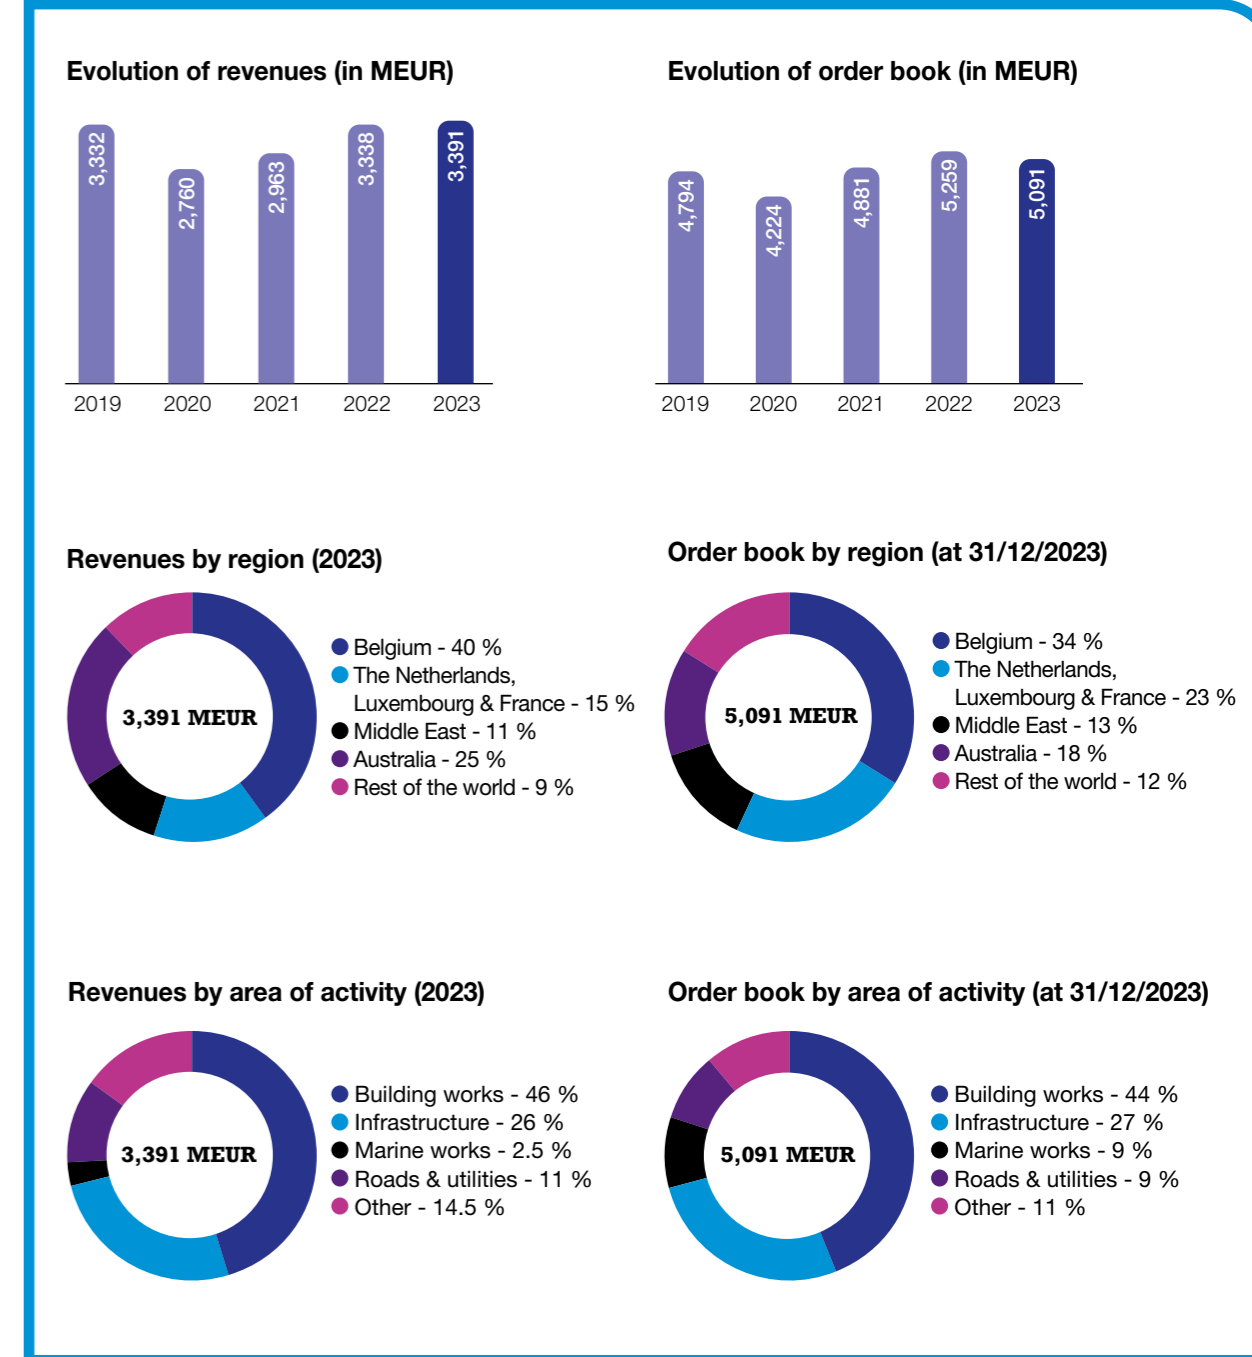 Evolution of revenues (in MEUR)
3,332
2,760
2,963
3,338
3,391
2019
2020
2021
2022
2023
Evolution of order book (in MEUR)
4,794
4,224
4,881
5,259
5,091
2019
2020
2021
2022
2023
Revenues by region (2023)
3,391 MEUR
Belgium - 40 %
The Netherlands,
Luxembourg & France - 15 %
Middle East - 11 %
Australia - 25 %
Rest of the world - 9 %
Order book by region (at 31/12/2023)
5,091 MEUR
Belgium - 34 %
The Netherlands,
Luxembourg & France - 23 %
Middle East - 13 %
Australia - 18 %
Rest of the world - 12 %
Revenues by area of activity (2023)
3,391 MEUR
Building works - 46 %
Infrastructure - 26 %
Marine works - 2.5 %
Roads & utilities - 11 %
Other - 14.5 %
Order book by area of activity (at 31/12/2023)
5,091 MEUR
Building works - 44 %
Infrastructure - 27 %
Marine works - 9 %
Roads & utilities - 9 %
Other - 11 %